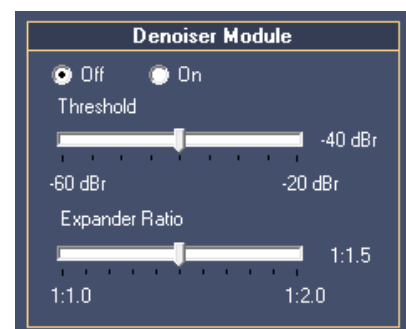 Denoiser Module
Off On
Threshold
-40 dBr
-60 dBr -20 dBr
Expander Ratio
1:1.5
1:1.0 1:2.0